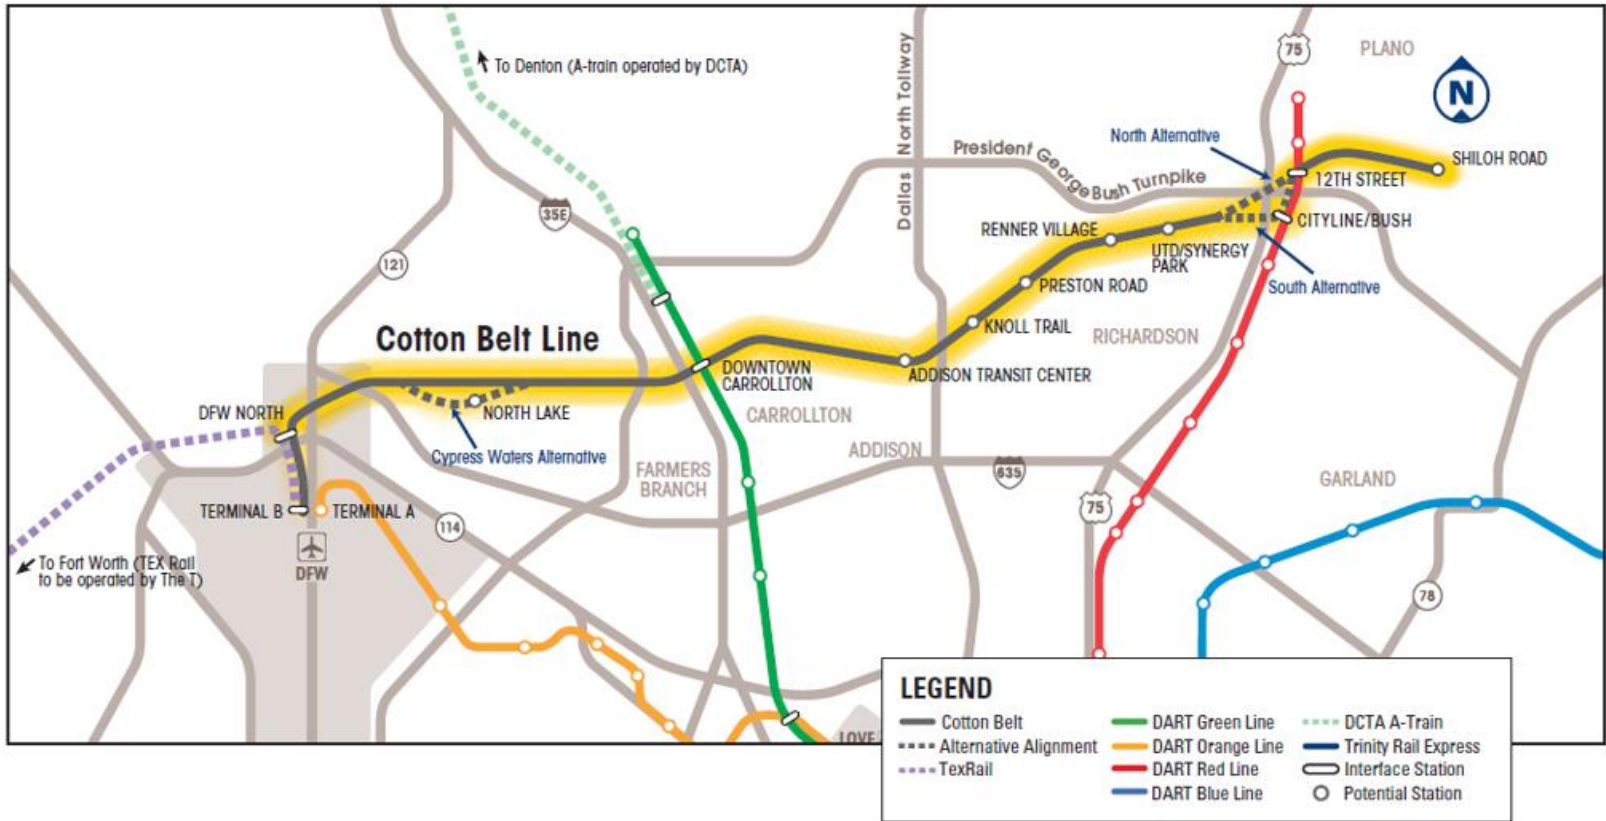 75
PLANO
To Denton (A-train operated by DCTA)
N
Dallas North Tollway
President George Bush Turnpike
North Alternative
SHILOH ROAD
12TH STREET
35E
RENNER VILLAGE
CITYLINE/BUSH
UTD/SYNERGY
PARK
121
PRESTON ROAD
South Alternative
KNOLL TRAIL
RICHARDSON
Cotton Belt Line
DOWNTOWN
CARROLLTON
ADDISON TRANSIT CENTER
DFW NORTH
NORTH LAKE
CARROLLTON
Cypress Waters Alternative
ADDISON
FARMERS
BRANCH
635
GARLAND
TERMINAL B
TERMINAL A
114
75
To Fort Worth (TEX Rail
to be operated by The T)
DFW
78
LOVE
LEGEND
Cotton Belt
Alternative Alignment
TexRail
DART Green Line
DART Orange Line
DART Red Line
DART Blue Line
DCTA A-Train
Trinity Rail Express
Interface Station
Potential Station